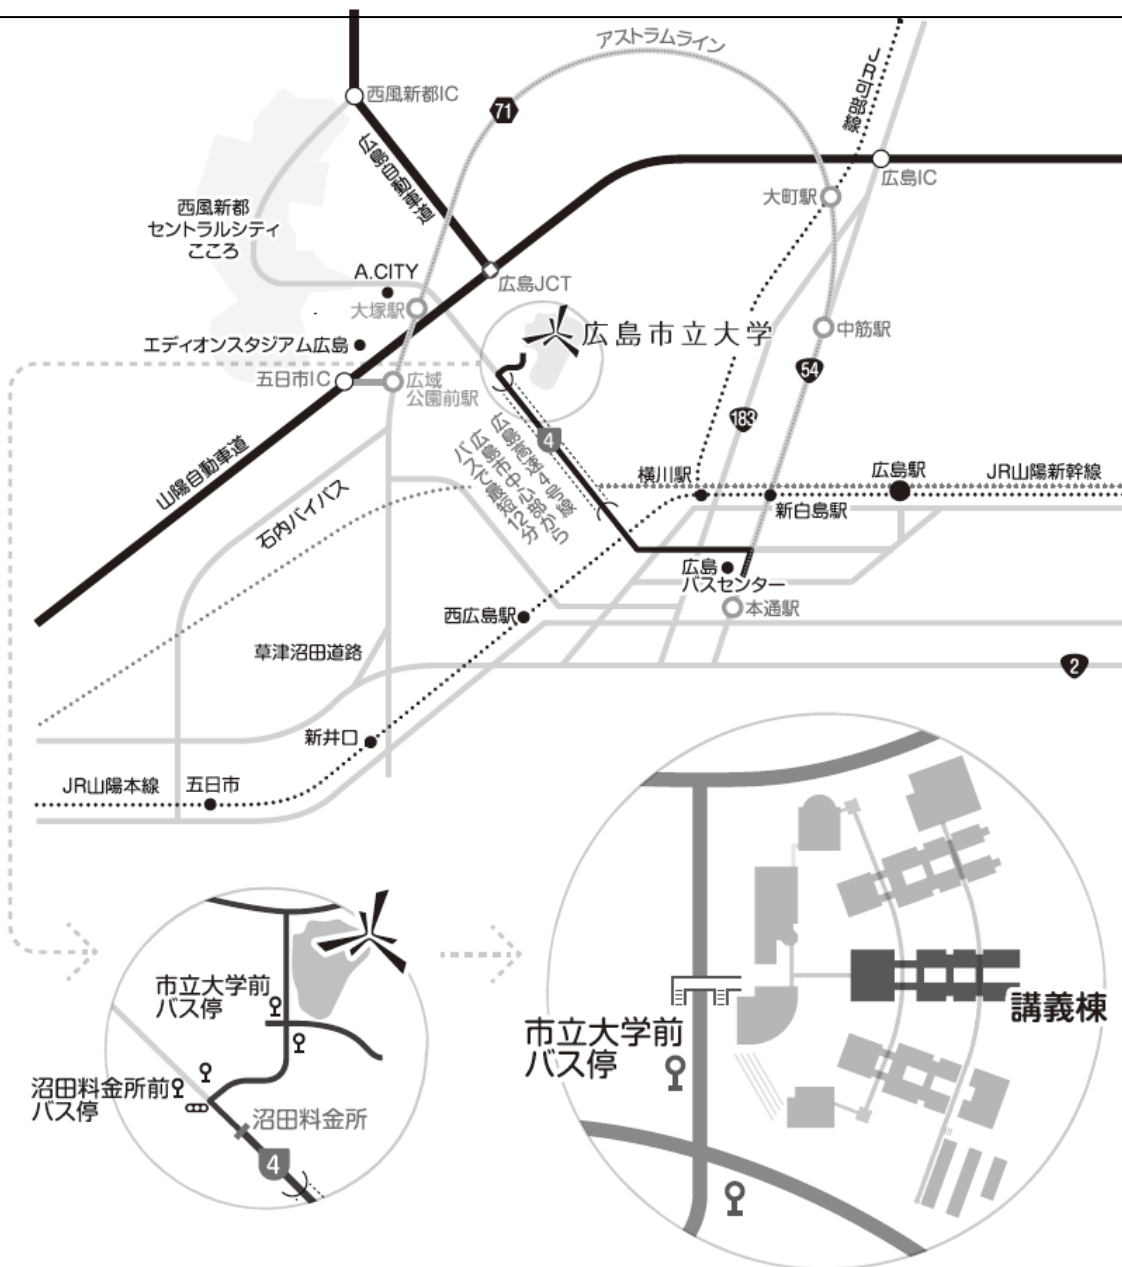 アストラムライン
JR可部線
西風新都IC
71
広島自動車道
広島IC
大町駅
西風新都
セントラルシティ
こころ
A.CITY
広島JCT
大塚駅
広島市立大学
中筋駅
エディオンスタジアム広島
五日市IC
広域
公園前駅
54
183
4
広島高速4号線
広島市中心部から
バスで最短12分
山陽自動車道
石内バイパス
横川駅
広島駅
JR山陽新幹線
新白島駅
広島
バスセンター
西広島駅
本通駅
草津沼田道路
2
新井口
JR山陽本線
五日市
市立大学前
バス停
沼田料金所前
バス停
沼田料金所
4
市立大学前
バス停
講義棟